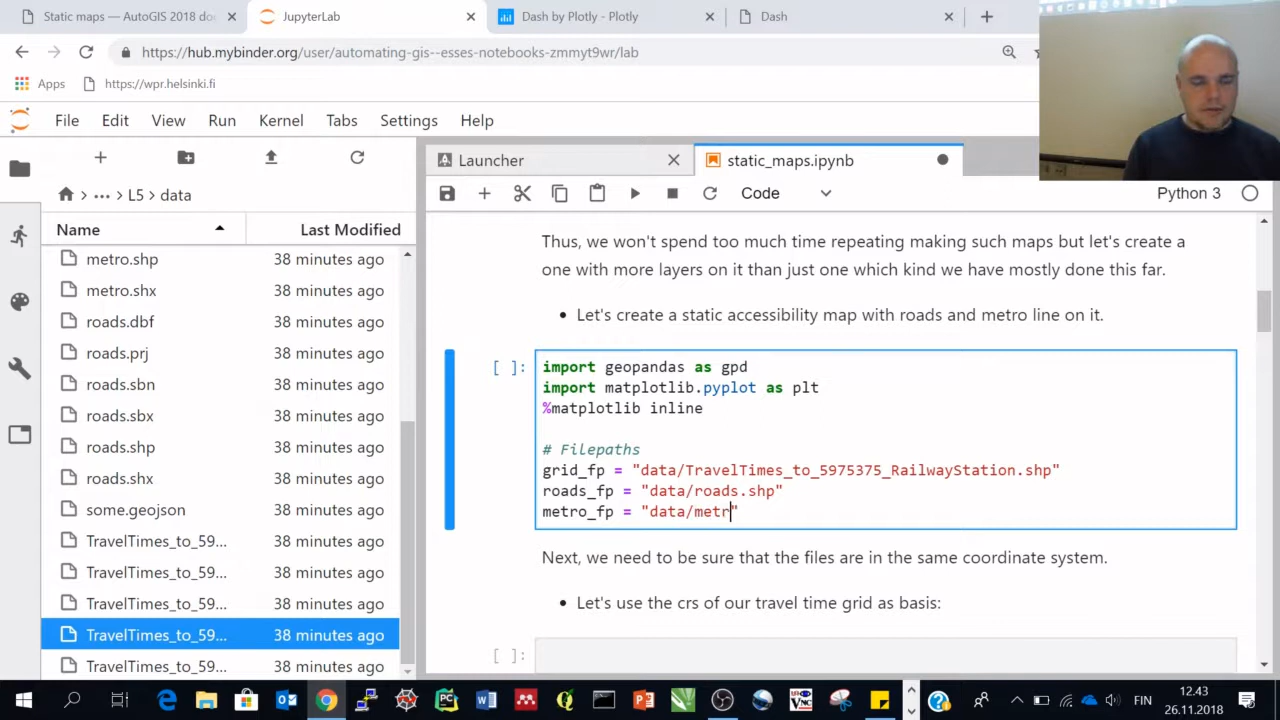 Static maps — AutoGIS 2018 do
JupyterLab
Dash by Plotly - Plotly
Dash
https://hub.mybinder.org/user/automating-gis--esses-notebooks-zmmyt9wr/lab
Apps
https://wpr.helsinki.fi
File Edit View Run Kernel Tabs Settings Help
Launcher
static_maps.ipynb
Code
Python 3
... L5 > data
Name
Last Modified
metro.shp 38 minutes ago
metro.shx 38 minutes ago
roads.dbf 38 minutes ago
roads.prj 38 minutes ago
roads.sbn 38 minutes ago
roads.sbx 38 minutes ago
roads.shp 38 minutes ago
roads.shx 38 minutes ago
some.geojson 38 minutes ago
TravelTimes_to_59... 38 minutes ago
TravelTimes_to_59... 38 minutes ago
TravelTimes_to_59... 38 minutes ago
TravelTimes_to_59... 38 minutes ago
TravelTimes_to_59... 38 minutes ago
Thus, we won't spend too much time repeating making such maps but let's create a
one with more layers on it than just one which kind we have mostly done this far.
• Let's create a static accessibility map with roads and metro line on it.
[ ]:
import geopandas as gpd
import matplotlib.pyplot as plt
%matplotlib inline
# Filepaths
grid_fp = "data/TravelTimes_to_5975375_RailwayStation.shp"
roads_fp = "data/roads.shp"
metro_fp = "data/metr"
Next, we need to be sure that the files are in the same coordinate system.
• Let's use the crs of our travel time grid as basis:
[ ]:
FIN
12.43
26.11.2018